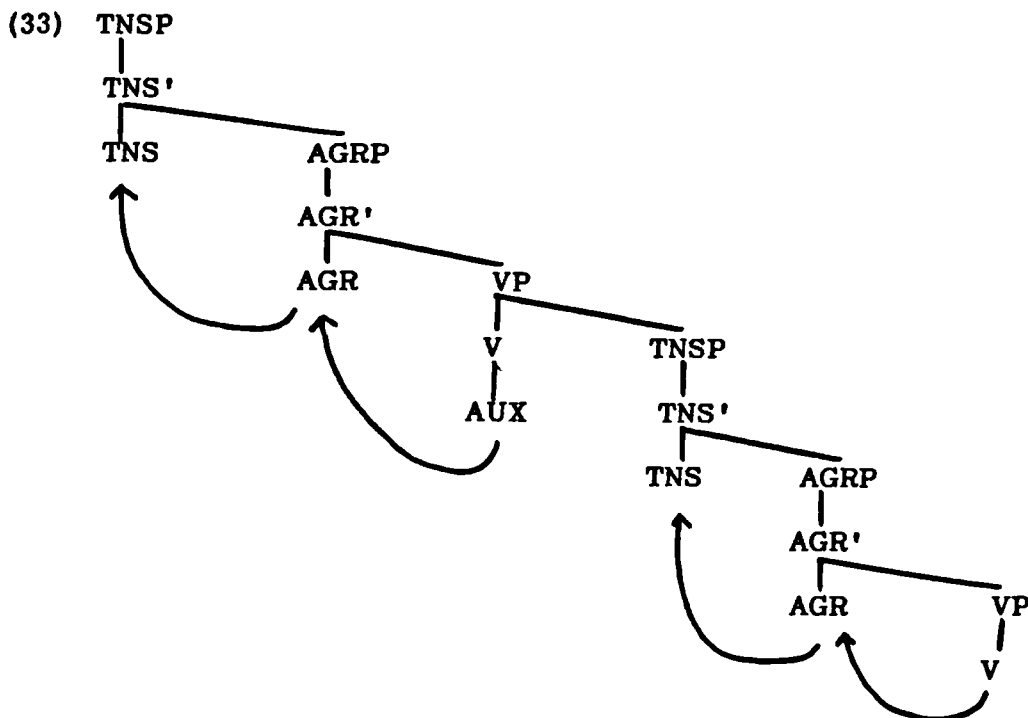 (33) TNSP
TNS'
TNS AGRP
AGR'
AGR VP
V TNSP
AUX TNS'
TNS AGRP
AGR'
AGR VP
V